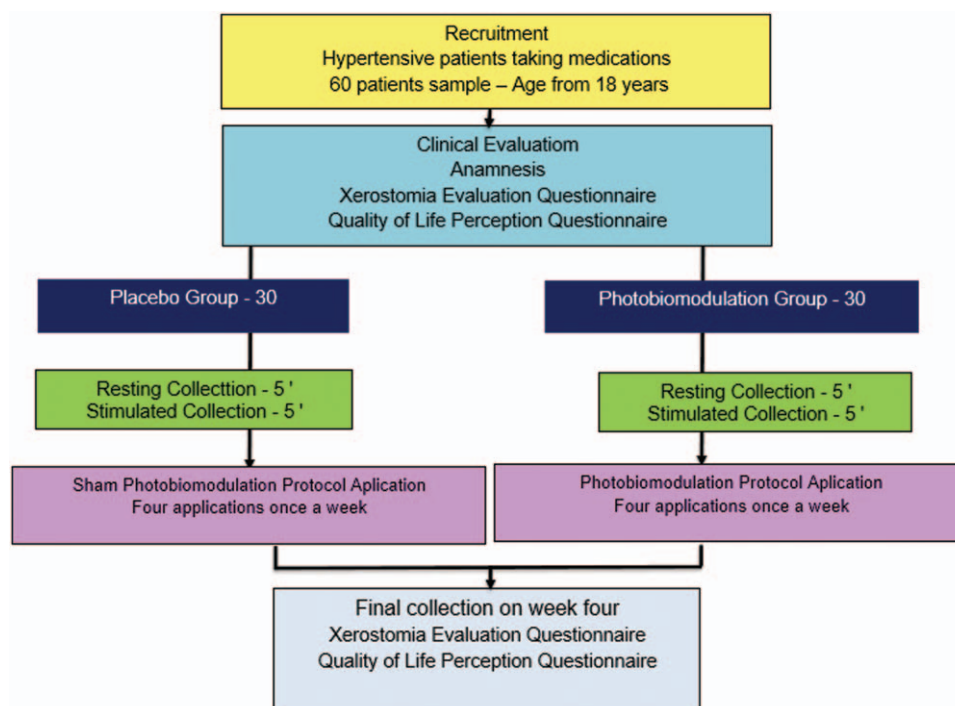 Recruitment
Hypertensive patients taking medications
60 patients sample – Age from 18 years
Clinical Evaluatiom
Anamnesis
Xerostomia Evaluation Questionnaire
Quality of Life Perception Questionnaire
Placebo Group - 30
Photobiomodulation Group - 30
Resting Collecttion - 5 '
Stimulated Collection - 5 '
Resting Collection - 5 '
Stimulated Collection - 5 '
Sham Photobiomodulation Protocol Aplication
Four applications once a week
Photobiomodulation Protocol Aplication
Four applications once a week
Final collection on week four
Xerostomia Evaluation Questionnaire
Quality of Life Perception Questionnaire